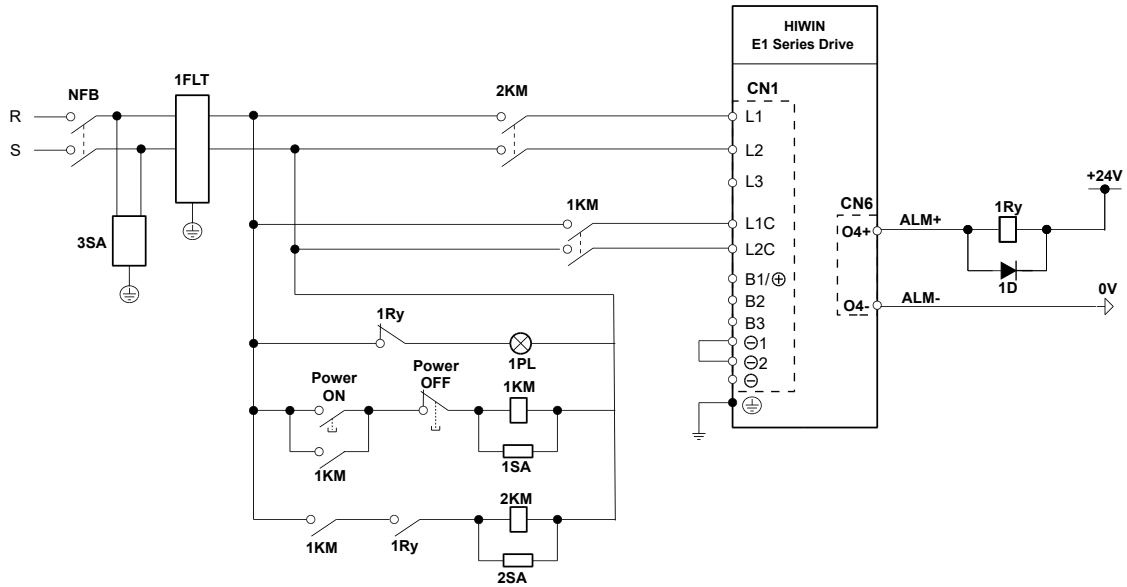 HIWIN
E1 Series Drive
1FLT
NFB
2KM
CN1
R
L1
S
L2
L3
+24V
1KM
CN6
1Ry
3SA
L1C
O4+
ALM+
L2C
B1/⊕
1D
0V
B2
O4-
ALM-
1Ry
B3
⊖1
1PL
⊖2
Power
ON
Power
OFF
1KM
⊖
1KM
1SA
2KM
1KM
1Ry
2SA